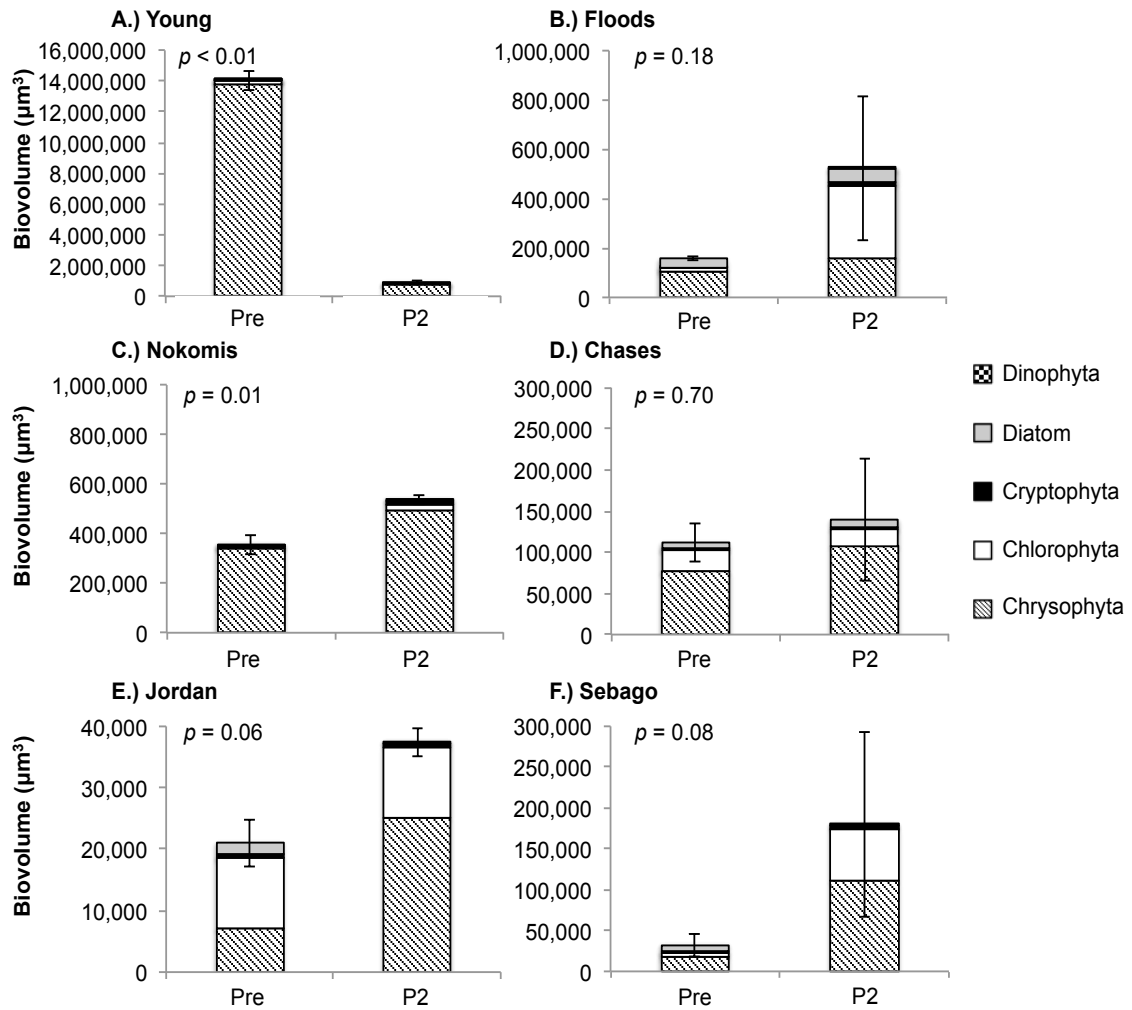 A.) Young
Biovolume (µm³)
16,000,000
14,000,000
12,000,000
10,000,000
8,000,000
6,000,000
4,000,000
2,000,000
0
p < 0.01
Pre
P2
B.) Floods
1,000,000
800,000
600,000
400,000
200,000
0
p = 0.18
Pre
P2
C.) Nokomis
Biovolume (µm³)
1,000,000
800,000
600,000
400,000
200,000
0
p = 0.01
Pre
P2
D.) Chases
300,000
250,000
200,000
150,000
100,000
50,000
0
p = 0.70
Pre
P2
Dinophyta
Diatom
Cryptophyta
Chlorophyta
Chrysophyta
E.) Jordan
Biovolume (µm³)
40,000
30,000
20,000
10,000
0
p = 0.06
Pre
P2
F.) Sebago
300,000
250,000
200,000
150,000
100,000
50,000
0
p = 0.08
Pre
P2